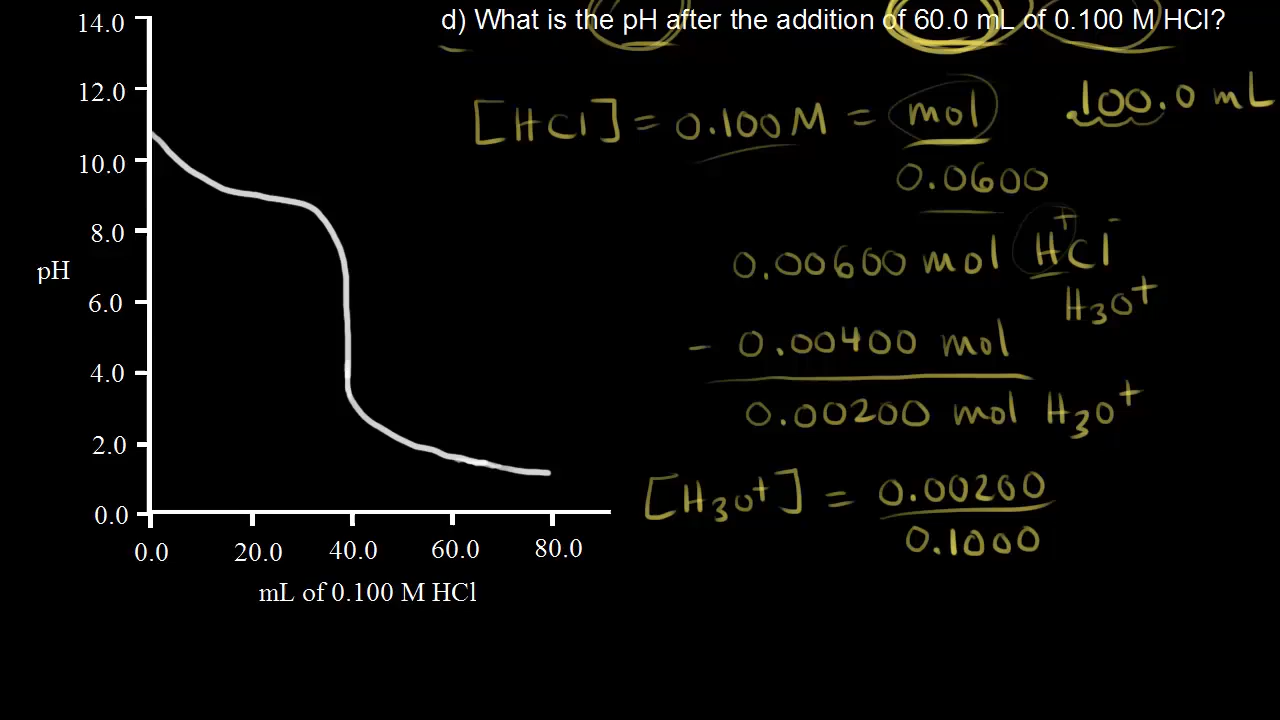 d) What is the pH after the addition of 60.0 mL of 0.100 M HCl?
[HCl] = 0.100 M = mol
0.0600
.100.0 mL
0.00600 mol H+Cl-
H3O+
- 0.00400 mol
0.00200 mol H3O+
[H3O+] = 0.00200
0.1000
14.0
12.0
10.0
8.0
pH
6.0
4.0
2.0
0.0
0.0 20.0 40.0 60.0 80.0
mL of 0.100 M HCl